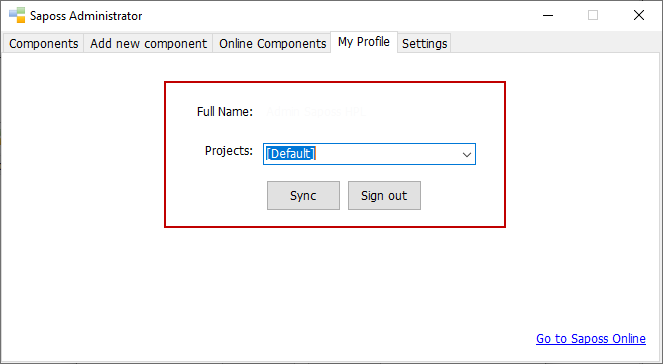 Saposs Administrator
Components Add new component Online Components My Profile Settings
Full Name:
Projects: [Default]
Sync Sign out
Go to Saposs Online